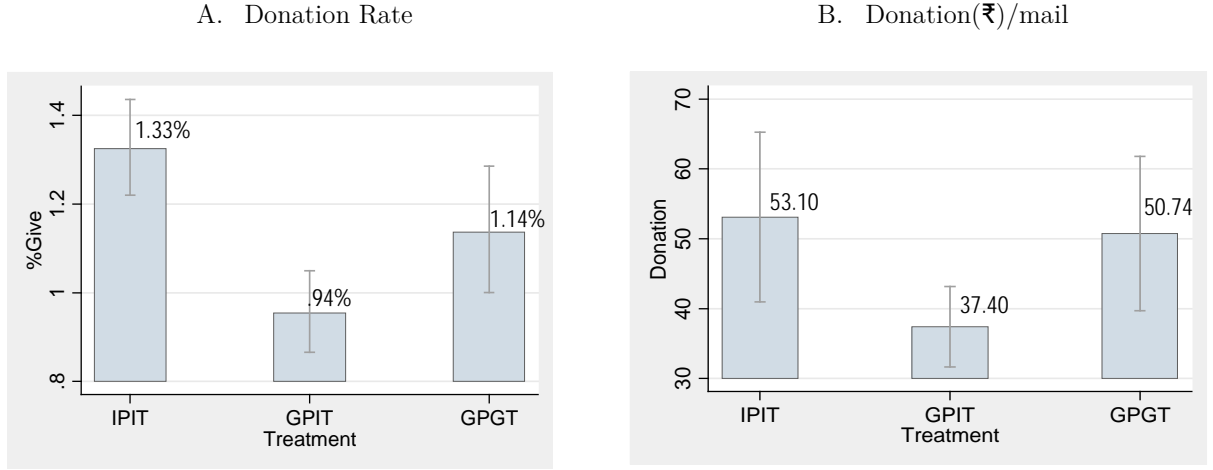 A. Donation Rate
1.4
1.2
1
.8
%Give
1.33%
.94%
1.14%
IPIT
GPIT
GPGT
Treatment
B. Donation(₹)/mail
70
60
50
40
30
Donation
53.10
37.40
50.74
IPIT
GPIT
GPGT
Treatment